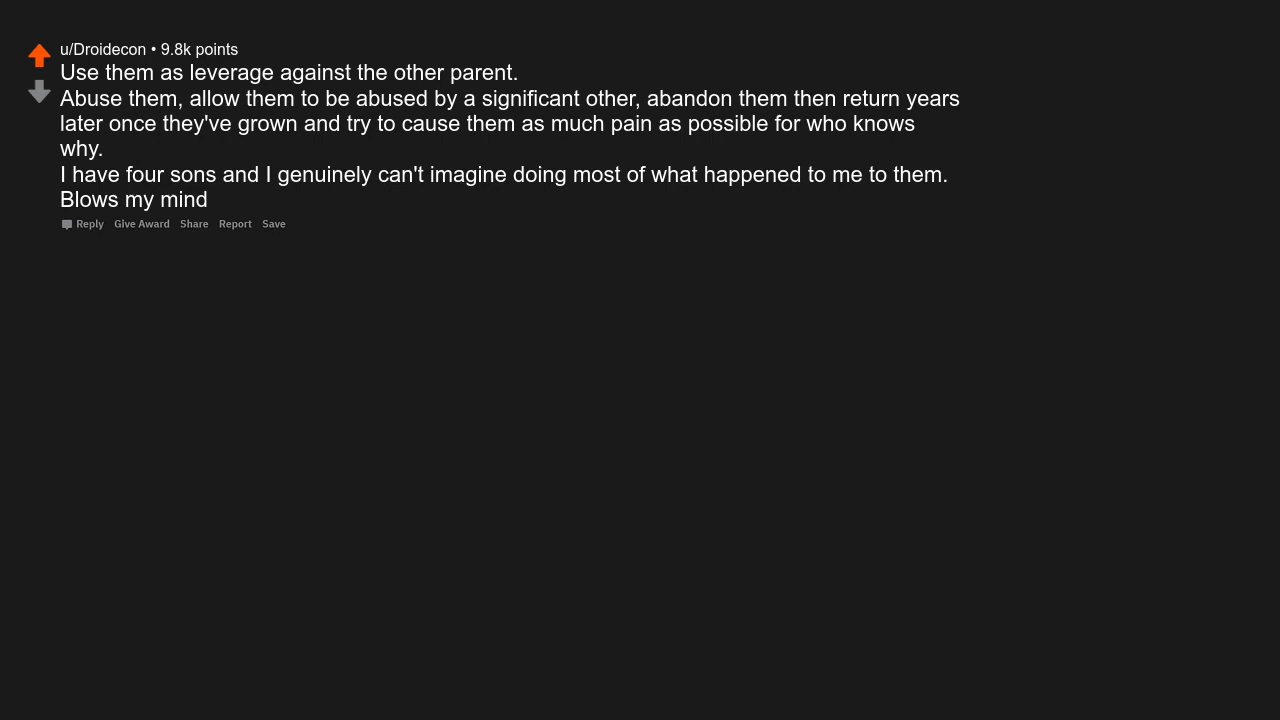 u/Droidecon • 9.8k points
Use them as leverage against the other parent.
Abuse them, allow them to be abused by a significant other, abandon them then return years
later once they've grown and try to cause them as much pain as possible for who knows
why.
I have four sons and I genuinely can't imagine doing most of what happened to me to them.
Blows my mind
Reply Give Award Share Report Save